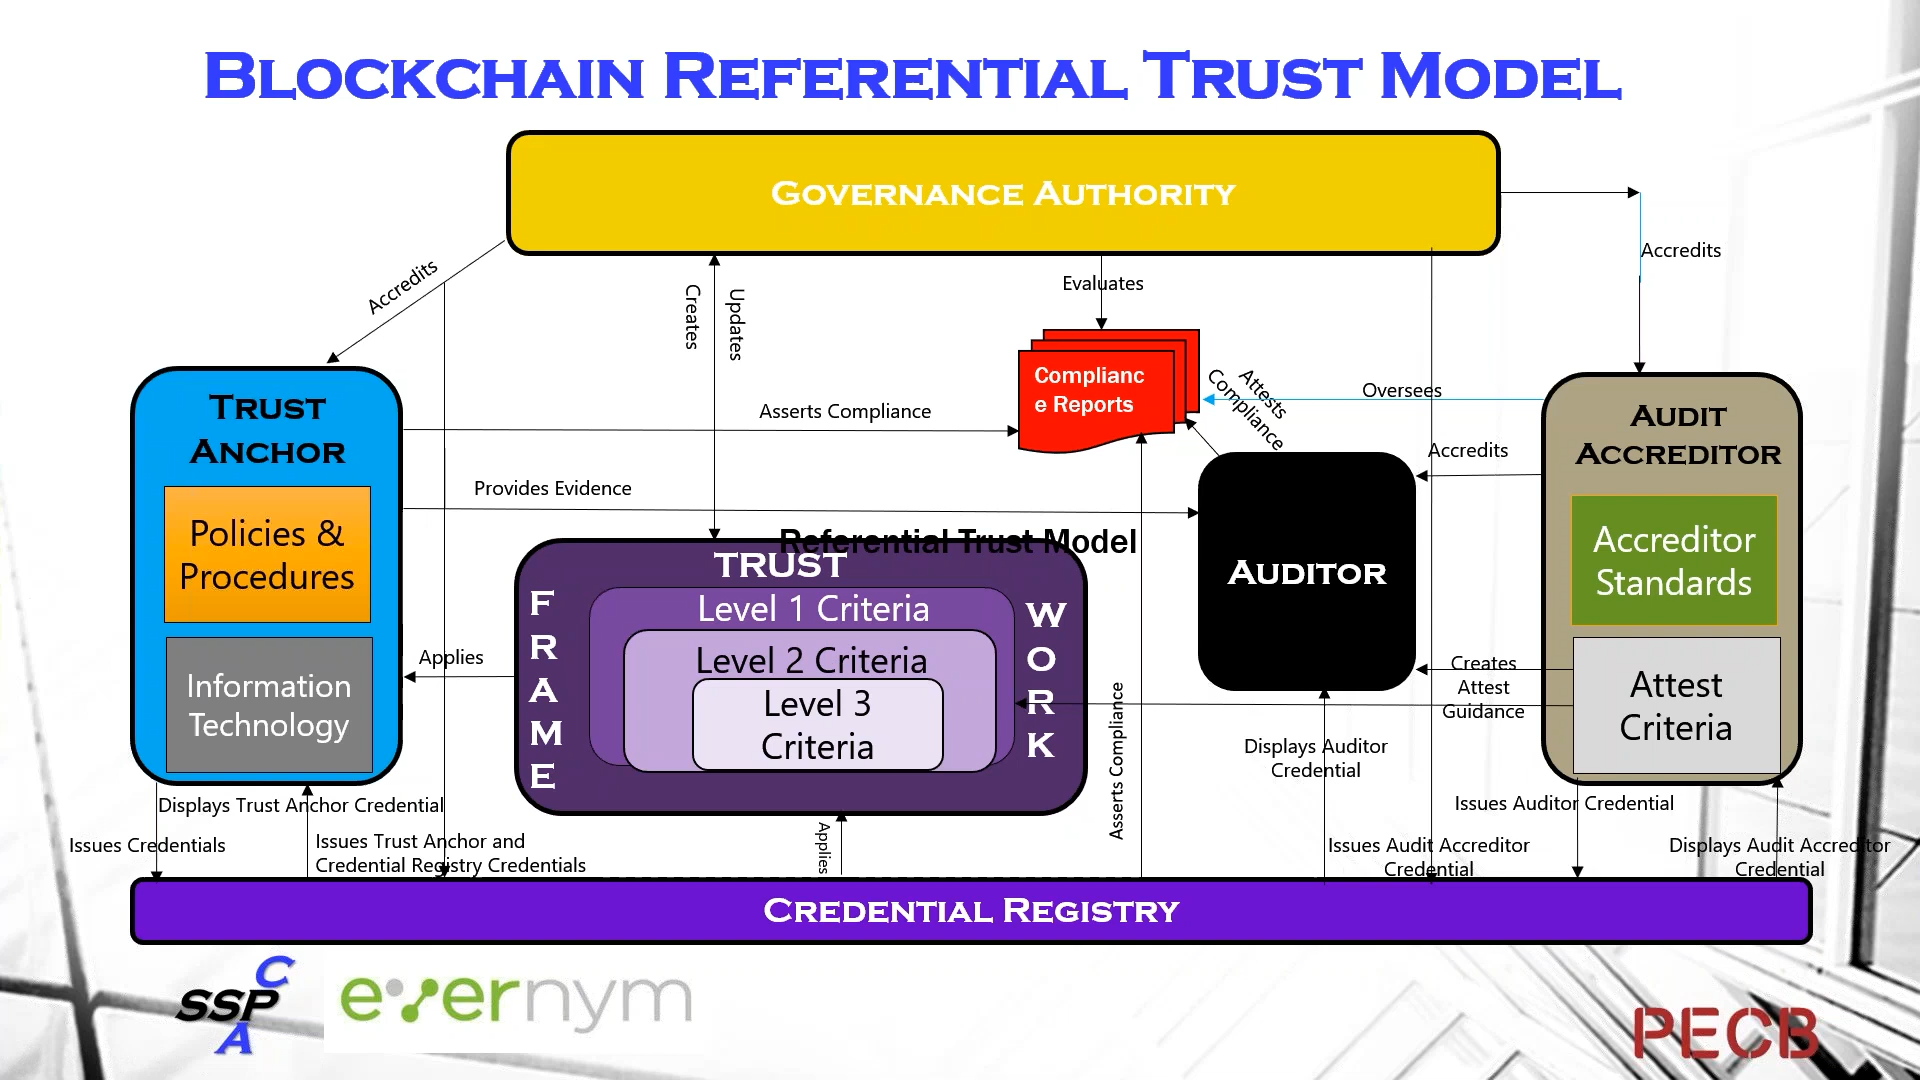 BLOCKCHAIN REFERENTIAL TRUST MODEL
GOVERNANCE AUTHORITY
Accredits
Creates
Updates
Evaluates
Accredits
TRUST
ANCHOR
Policies &
Procedures
Information
Technology
Asserts Compliance
Provides Evidence
Complianc
e Reports
Attests
Compliance
Oversees
Accredits
AUDIT
ACCREDITOR
Accreditor
Standards
Attest
Criteria
Referential Trust Model
TRUST
FRAME
WORK
Level 1 Criteria
Level 2 Criteria
Level 3
Criteria
AUDITOR
Applies
Creates
Attest
Guidance
Asserts Compliance
Displays Auditor
Credential
Displays Trust Anchor Credential
Issues Credentials
Issues Trust Anchor and
Credential Registry Credentials
Applies
Issues Auditor Credential
Issues Audit Accreditor
Credential
Displays Audit Accreditor
Credential
CREDENTIAL REGISTRY
C
SSP
A
evernym
PECB